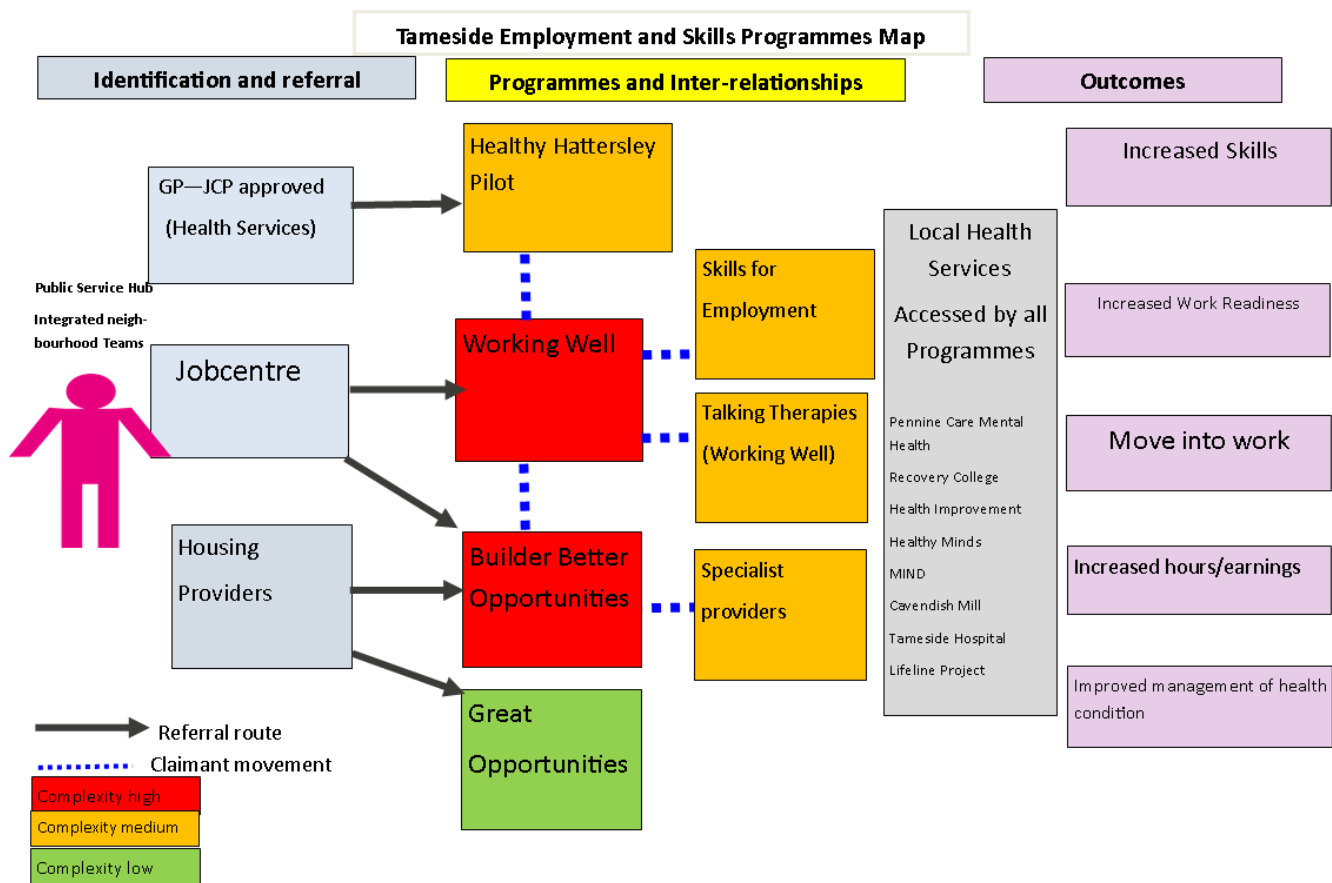 Tameside Employment and Skills Programmes Map
Identification and referral
Programmes and Inter-relationships
Outcomes
GP—JCP approved
(Health Services)
Public Service Hub
Integrated neigh-
bourhood Teams
Jobcentre
Housing
Providers
Healthy Hattersley
Pilot
Working Well
Builder Better
Opportunities
Great
Opportunities
Skills for
Employment
Talking Therapies
(Working Well)
Specialist
providers
Local Health
Services
Accessed by all
Programmes
Pennine Care Mental
Health
Recovery College
Health Improvement
Healthy Minds
MIND
Cavendish Mill
Tameside Hospital
Lifeline Project
Increased Skills
Increased Work Readiness
Move into work
Increased hours/earnings
Improved management of health
condition
Referral route
Claimant movement
Complexity high
Complexity medium
Complexity low